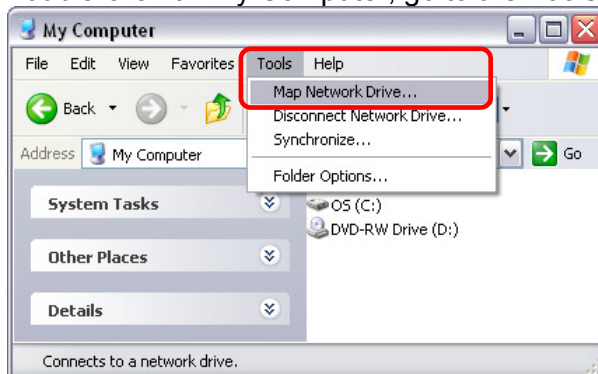 My Computer
File Edit View Favorites Tools Help
Map Network Drive...
Back
Disconnect Network Drive...
Synchronize...
Address My Computer
Go
Folder Options...
System Tasks
OS (C:)
DVD-RW Drive (D:)
Other Places
Details
Connects to a network drive.